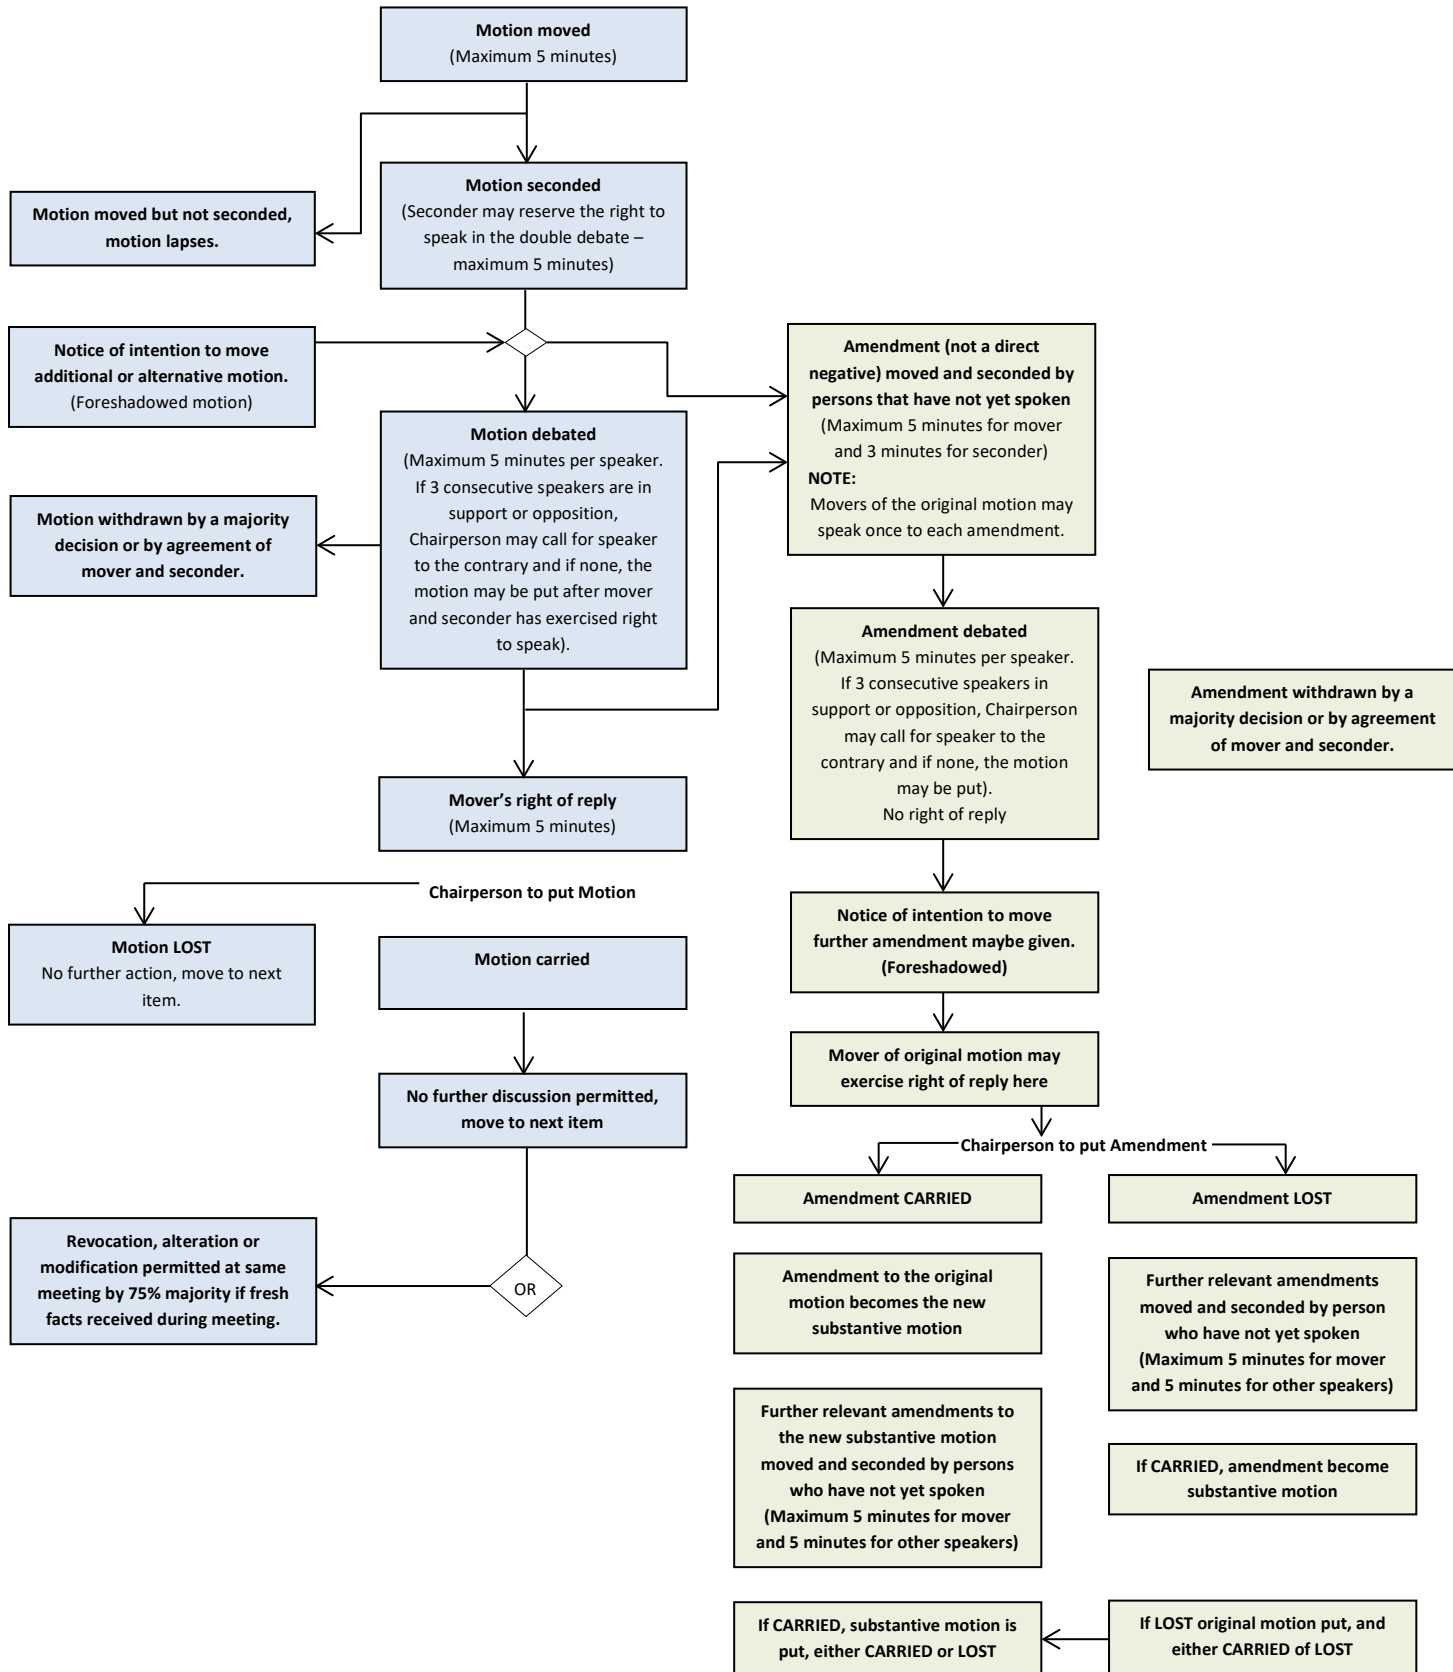 Motion moved
(Maximum 5 minutes)
Motion seconded
(Seconder may reserve the right to
speak in the double debate –
maximum 5 minutes)
Motion moved but not seconded,
motion lapses.
Notice of intention to move
additional or alternative motion.
(Foreshadowed motion)
Motion debated
(Maximum 5 minutes per speaker.
If 3 consecutive speakers are in
support or opposition,
Chairperson may call for speaker
to the contrary and if none, the
motion may be put after mover
and seconder has exercised right
to speak).
Motion withdrawn by a majority
decision or by agreement of
mover and seconder.
Mover’s right of reply
(Maximum 5 minutes)
Chairperson to put Motion
Motion LOST
No further action, move to next
item.
Motion carried
No further discussion permitted,
move to next item
OR
Revocation, alteration or
modification permitted at same
meeting by 75% majority if fresh
facts received during meeting.
Amendment (not a direct
negative) moved and seconded by
persons that have not yet spoken
(Maximum 5 minutes for mover
and 3 minutes for seconder)
NOTE:
Movers of the original motion may
speak once to each amendment.
Amendment debated
(Maximum 5 minutes per speaker.
If 3 consecutive speakers in
support or opposition, Chairperson
may call for speaker to the
contrary and if none, the motion
may be put).
No right of reply
Amendment withdrawn by a
majority decision or by agreement
of mover and seconder.
Notice of intention to move
further amendment maybe given.
(Foreshadowed)
Mover of original motion may
exercise right of reply here
Chairperson to put Amendment
Amendment CARRIED
Amendment to the original
motion becomes the new
substantive motion
Further relevant amendments to
the new substantive motion
moved and seconded by persons
who have not yet spoken
(Maximum 5 minutes for mover
and 5 minutes for other speakers)
If CARRIED, substantive motion is
put, either CARRIED or LOST
Amendment LOST
Further relevant amendments
moved and seconded by person
who have not yet spoken
(Maximum 5 minutes for mover
and 5 minutes for other speakers)
If CARRIED, amendment become
substantive motion
If LOST original motion put, and
either CARRIED of LOST